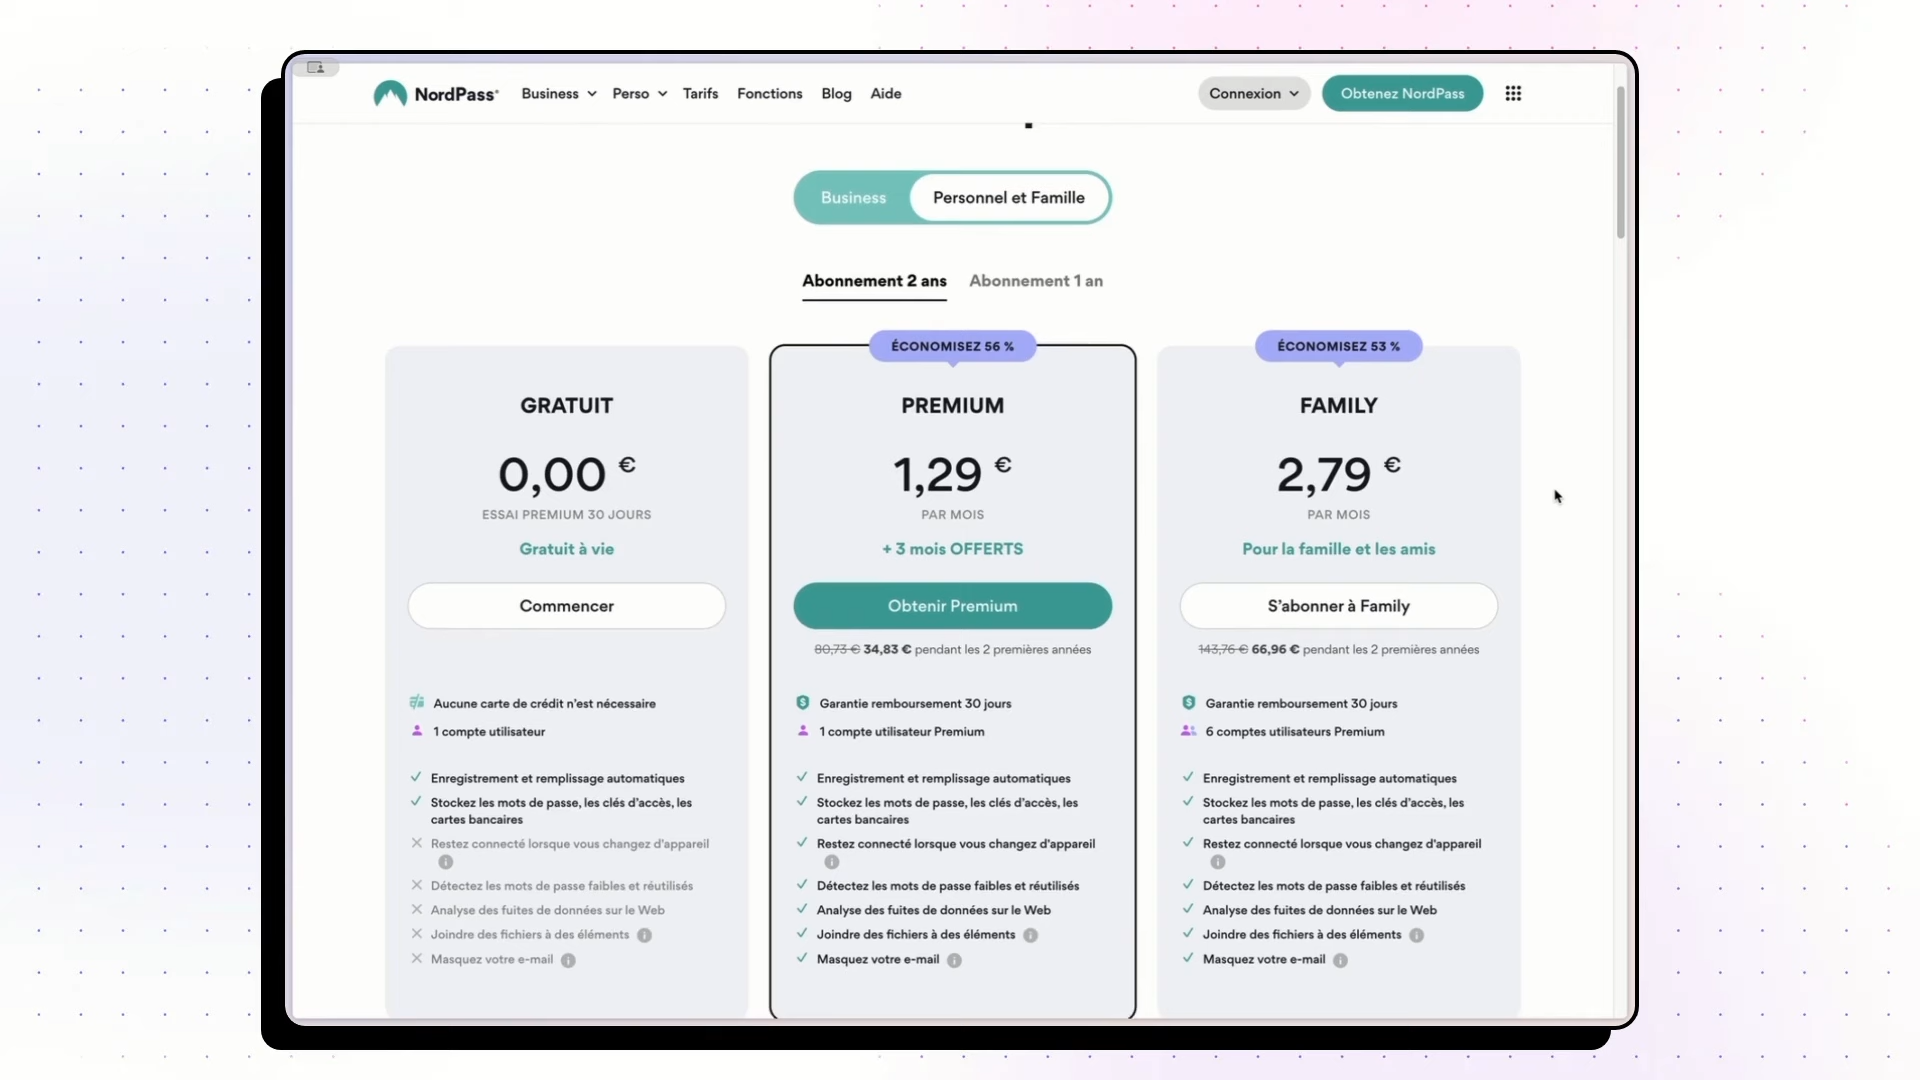 NordPass®
Business
Perso
Tarifs
Fonctions
Blog
Aide
Connexion
Obtenez NordPass
Business
Personnel et Famille
Abonnement 2 ans
Abonnement 1 an
GRATUIT
0,00 €
ESSAI PREMIUM 30 JOURS
Gratuit à vie
Commencer
Aucune carte de crédit n'est nécessaire
1 compte utilisateur
Enregistrement et remplissage automatiques
Stockez les mots de passe, les clés d'accès, les
cartes bancaires
Restez connecté lorsque vous changez d'appareil
Détectez les mots de passe faibles et réutilisés
Analyse des fuites de données sur le Web
Joindre des fichiers à des éléments
Masquez votre e-mail
ÉCONOMISEZ 56 %
PREMIUM
1,29 €
PAR MOIS
+ 3 mois OFFERTS
Obtenir Premium
80,73 € 34,83 € pendant les 2 premières années
Garantie remboursement 30 jours
1 compte utilisateur Premium
Enregistrement et remplissage automatiques
Stockez les mots de passe, les clés d'accès, les
cartes bancaires
Restez connecté lorsque vous changez d'appareil
Détectez les mots de passe faibles et réutilisés
Analyse des fuites de données sur le Web
Joindre des fichiers à des éléments
Masquez votre e-mail
ÉCONOMISEZ 53 %
FAMILY
2,79 €
PAR MOIS
Pour la famille et les amis
S'abonner à Family
143,76 € 66,96 € pendant les 2 premières années
Garantie remboursement 30 jours
6 comptes utilisateurs Premium
Enregistrement et remplissage automatiques
Stockez les mots de passe, les clés d'accès, les
cartes bancaires
Restez connecté lorsque vous changez d'appareil
Détectez les mots de passe faibles et réutilisés
Analyse des fuites de données sur le Web
Joindre des fichiers à des éléments
Masquez votre e-mail